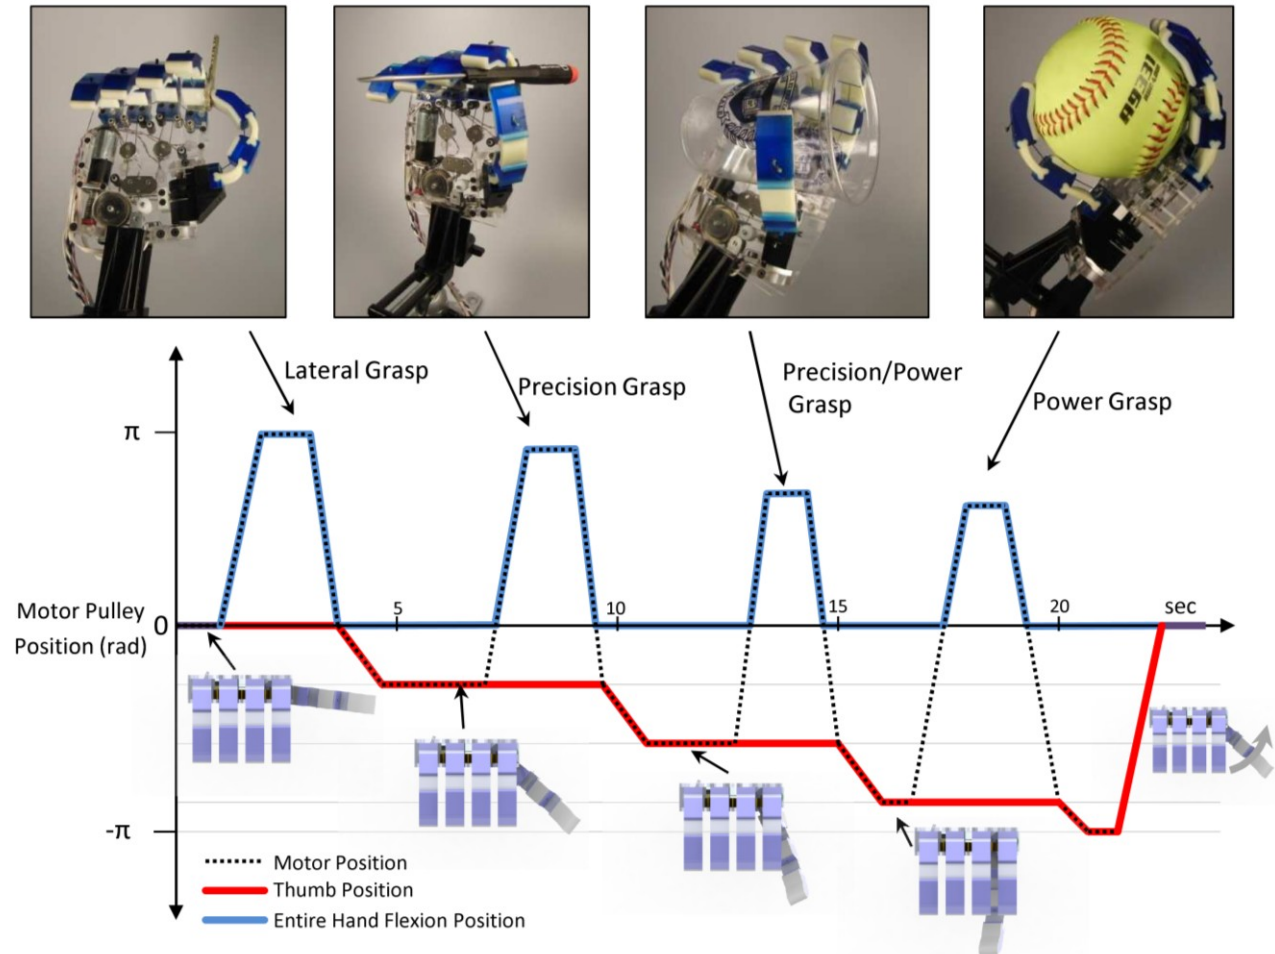 Lateral Grasp
Precision Grasp
Precision/Power
Grasp
Power Grasp
π
Motor Pulley
Position (rad)
0
5
10
15
20
sec
-π
Motor Position
Thumb Position
Entire Hand Flexion Position